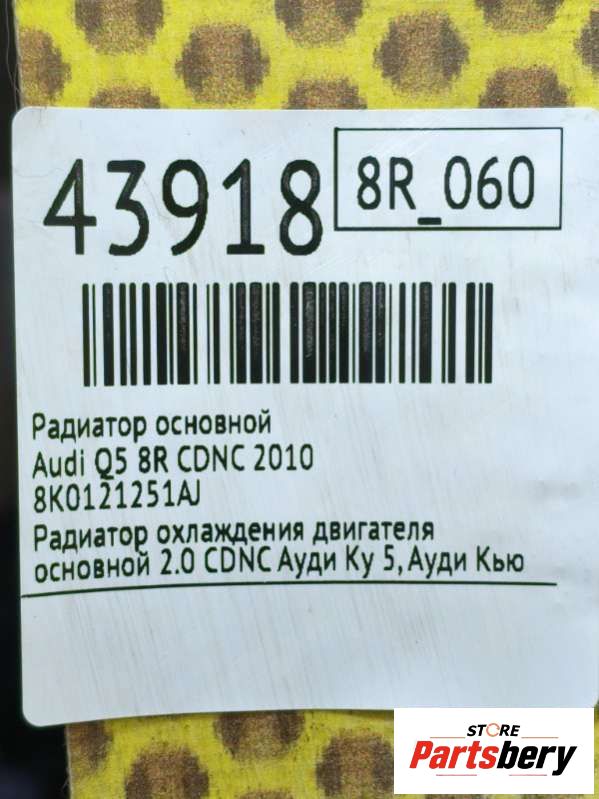 43918
8R_060
Радиатор основной
Audi Q5 8R CDNC 2010
8K0121251AJ
Радиатор охлаждения двигателя
основной 2.0 CDNC Ауди Ку 5, Ауди Кью
STORE
Partsbery